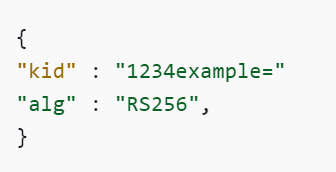 {
"kid" : "1234example="
"alg" : "RS256",
}